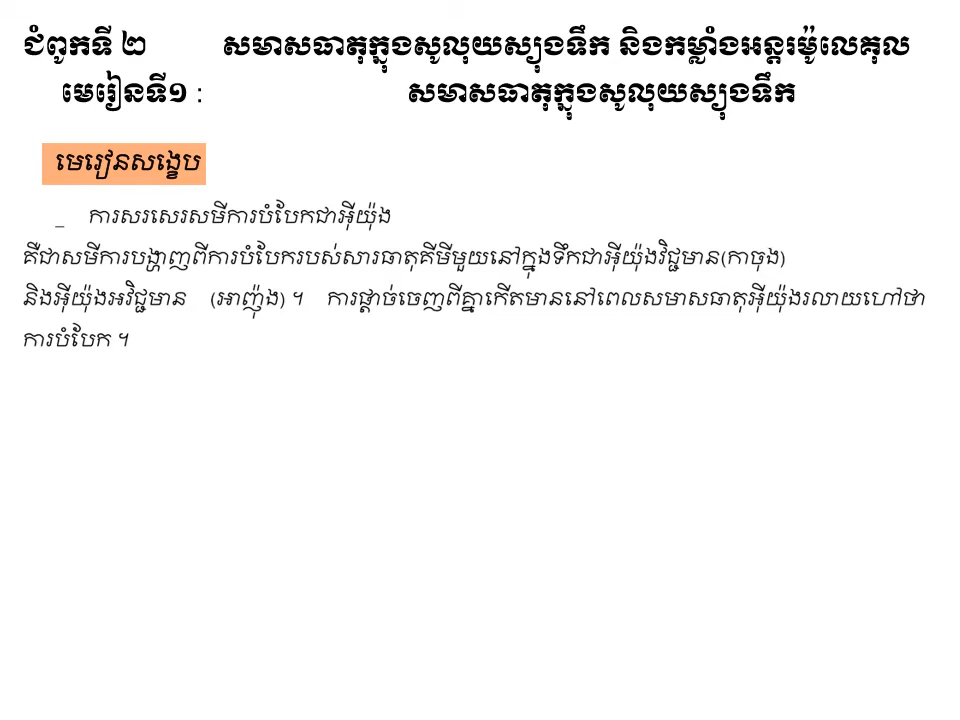 ជំពូកទី ២ សមាសធាតុក្នុងសូលុយស្យុងទឹក និងកម្លាំងអន្តរម៉ូលេគុល
មេរៀនទី១ : សមាសធាតុក្នុងសូលុយស្យុងទឹក
មេរៀនសង្ខេប
_ ការសរសេរសមីការបំបែកជាអ៊ីយ៉ុង
គឺជាសមីការបង្ហាញពីការបំបែករបស់សារធាតុគីមីមួយនៅក្នុងទឹកជាអ៊ីយ៉ុងវិជ្ជមាន(កាចុង)
និងអ៊ីយ៉ុងអវិជ្ជមាន (អាញ៉ុង) ។ ការផ្តាច់ចេញពីគ្នាកើតមាននៅពេលសមាសធាតុអ៊ីយ៉ុងរលាយហៅថា
ការបំបែក ។